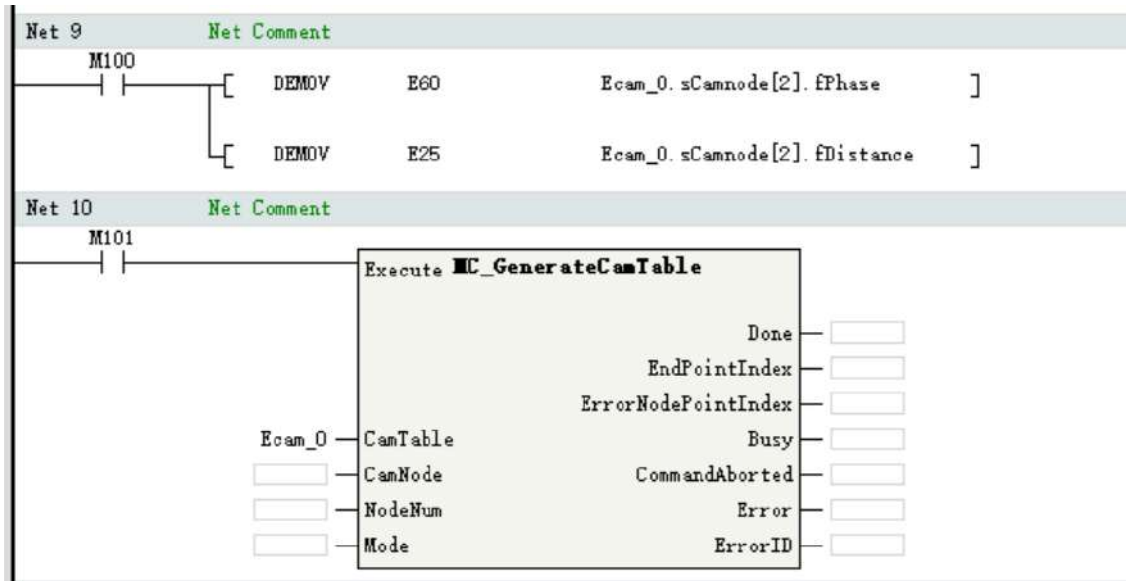 Net 9 Net Comment
M100
[ DEMOV E60 Ecam_0.sCamnode[2].fPhase ]
[ DEMOV E25 Ecam_0.sCamnode[2].fDistance ]
Net 10 Net Comment
M101
Execute MC_GenerateCamTable
Done
EndPointIndex
ErrorNodePointIndex
Ecam_0 CamTable Busy
CamNode CommandAborted
NodeNum Error
Mode ErrorID